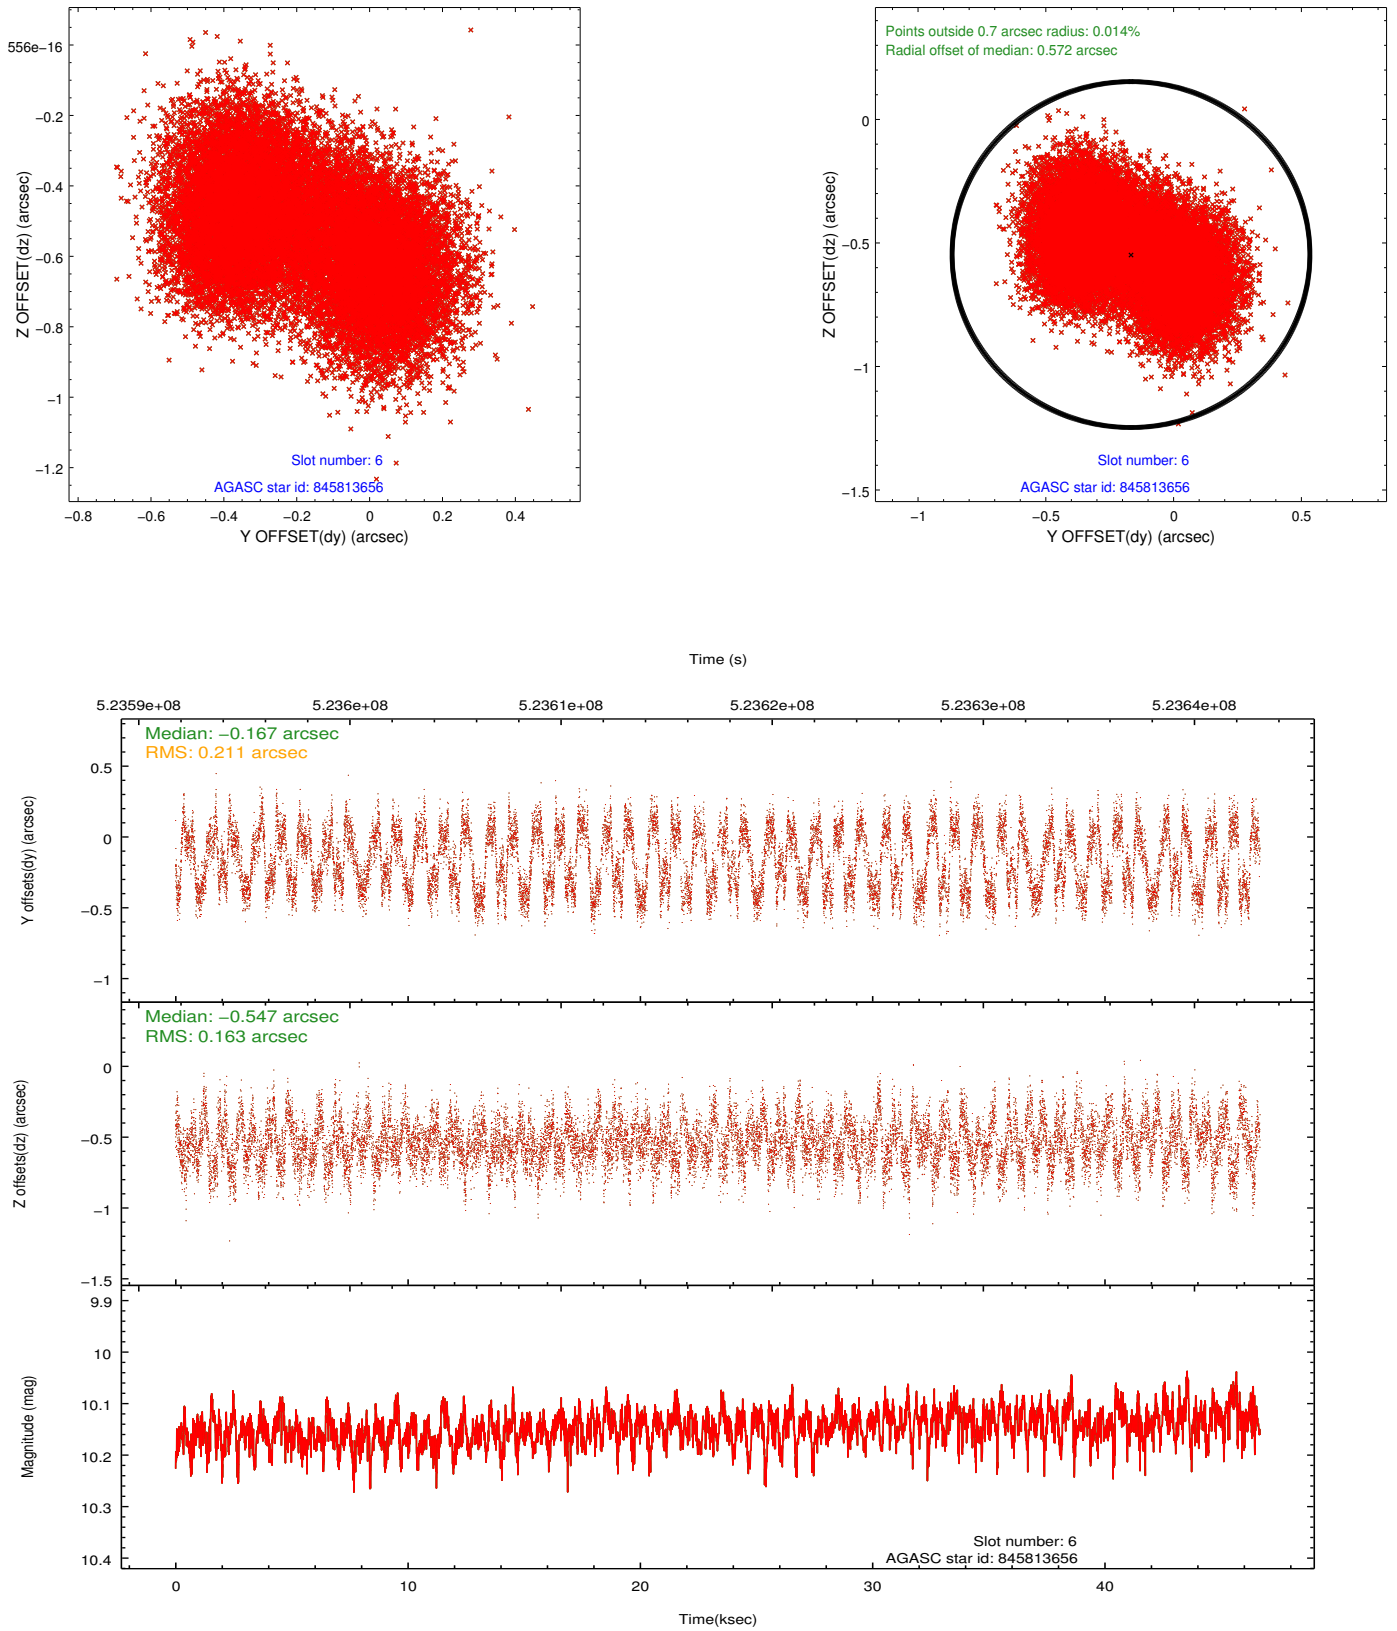 556e−16
−0.2
−0.4
−0.6
−0.8
−1
−1.2
Z OFFSET(dz) (arcsec)
Slot number: 6
AGASC star id: 845813656
−0.8 −0.6 −0.4 −0.2 0 0.2 0.4
Y OFFSET(dy) (arcsec)
Points outside 0.7 arcsec radius: 0.014%
Radial offset of median: 0.572 arcsec
0
−0.5
−1
−1.5
Z OFFSET(dz) (arcsec)
Slot number: 6
AGASC star id: 845813656
−1 −0.5 0 0.5
Y OFFSET(dy) (arcsec)
Time (s)
5.2359e+08 5.236e+08 5.2361e+08 5.2362e+08 5.2363e+08 5.2364e+08
Median: −0.167 arcsec
RMS: 0.211 arcsec
0.5
0
−0.5
−1
Y offsets(dy) (arcsec)
Median: −0.547 arcsec
RMS: 0.163 arcsec
0
−0.5
−1
−1.5
Z offsets(dz) (arcsec)
9.9
10
10.1
10.2
10.3
10.4
Magnitude (mag)
Slot number: 6
AGASC star id: 845813656
0 10 20 30 40
Time(ksec)